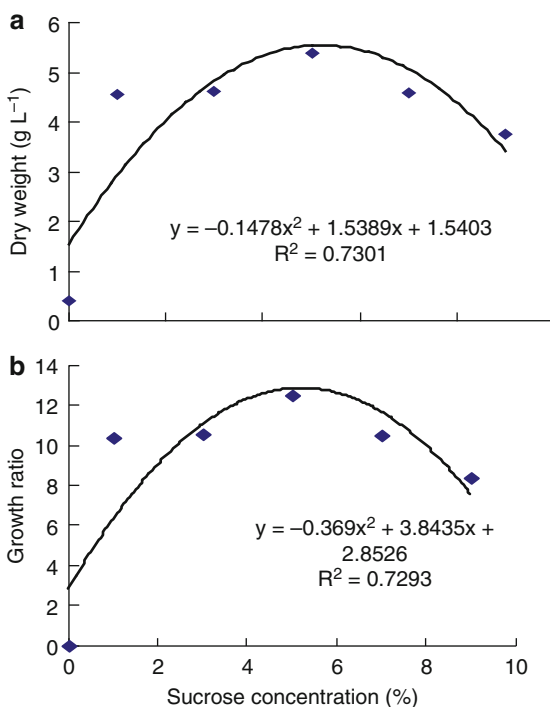 a
Dry weight (g L⁻¹)
6
5
4
3
2
1
0
y = –0.1478x² + 1.5389x + 1.5403
R² = 0.7301
b
Growth ratio
14
12
10
8
6
4
2
0
y = –0.369x² + 3.8435x +
2.8526
R² = 0.7293
0 2 4 6 8 10
Sucrose concentration (%)